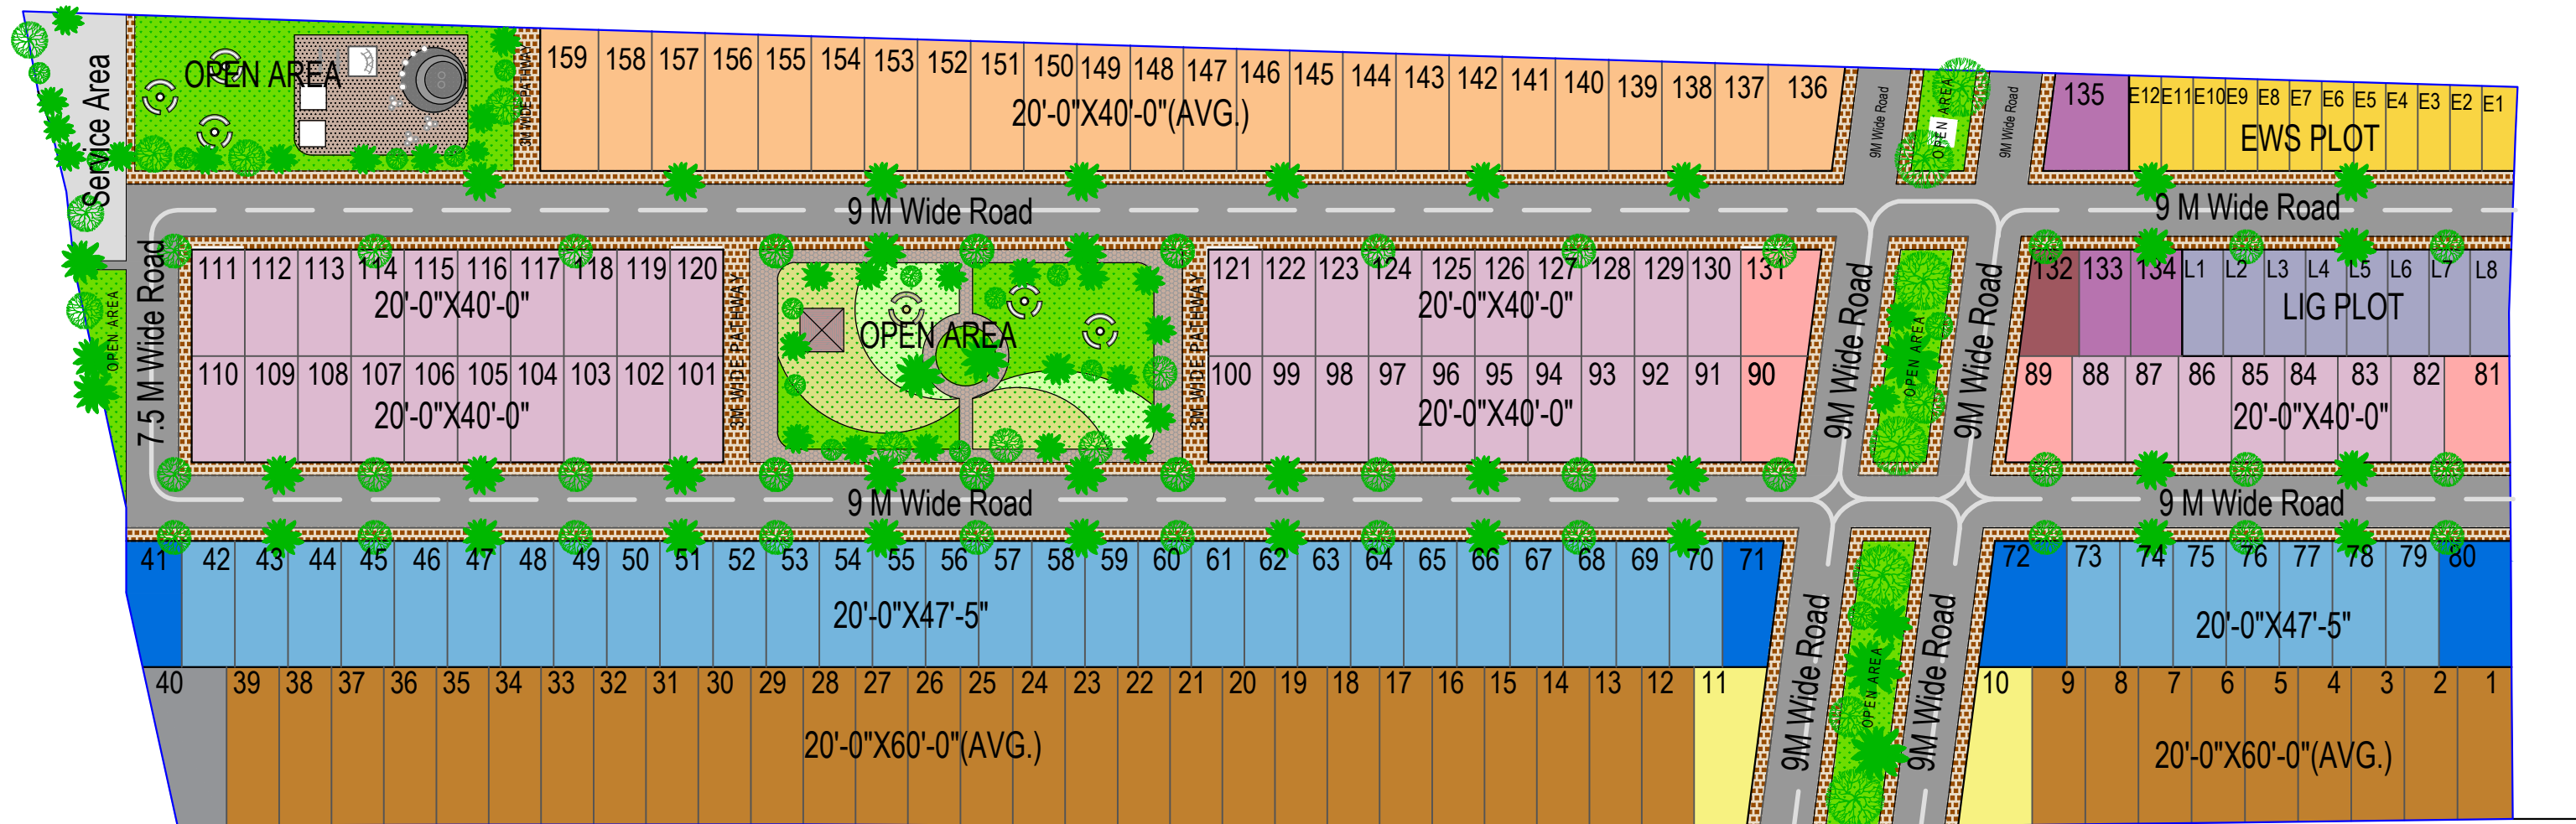 Service Area
OPEN AREA
3M WIDE PATHWAY
159 158 157 156 155 154 153 152 151 150 149 148 147 146 145 144 143 142 141 140 139 138 137 136
20'-0"X40'-0"(AVG.)
9M Wide Road
OPEN AREA
9M Wide Road
135
E12 E11 E10 E9 E8 E7 E6 E5 E4 E3 E2 E1
EWS PLOT
9 M Wide Road
9 M Wide Road
OPEN AREA
7.5 M Wide Road
111 112 113 114 115 116 117 118 119 120
20'-0"X40'-0"
110 109 108 107 106 105 104 103 102 101
20'-0"X40'-0"
3M WIDE PATHWAY
OPEN AREA
3M WIDE PATHWAY
121 122 123 124 125 126 127 128 129 130 131
20'-0"X40'-0"
100 99 98 97 96 95 94 93 92 91 90
20'-0"X40'-0"
9M Wide Road
OPEN AREA
9M Wide Road
132 133 134 L1 L2 L3 L4 L5 L6 L7 L8
LIG PLOT
89 88 87 86 85 84 83 82 81
20'-0"X40'-0"
9 M Wide Road
9 M Wide Road
41 42 43 44 45 46 47 48 49 50 51 52 53 54 55 56 57 58 59 60 61 62 63 64 65 66 67 68 69 70 71
20'-0"X47'-5"
72 73 74 75 76 77 78 79 80
20'-0"X47'-5"
9M Wide Road
OPEN AREA
9M Wide Road
40 39 38 37 36 35 34 33 32 31 30 29 28 27 26 25 24 23 22 21 20 19 18 17 16 15 14 13 12 11
20'-0"X60'-0"(AVG.)
10 9 8 7 6 5 4 3 2 1
20'-0"X60'-0"(AVG.)